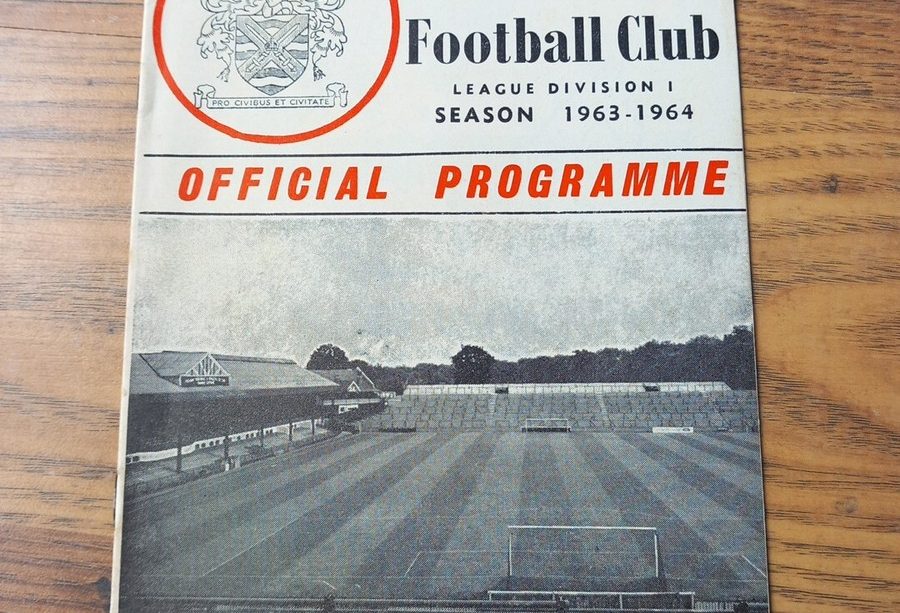 Football Club
LEAGUE DIVISION I
SEASON 1963-1964
PRO CIVIBUS ET CIVITATE
OFFICIAL PROGRAMME